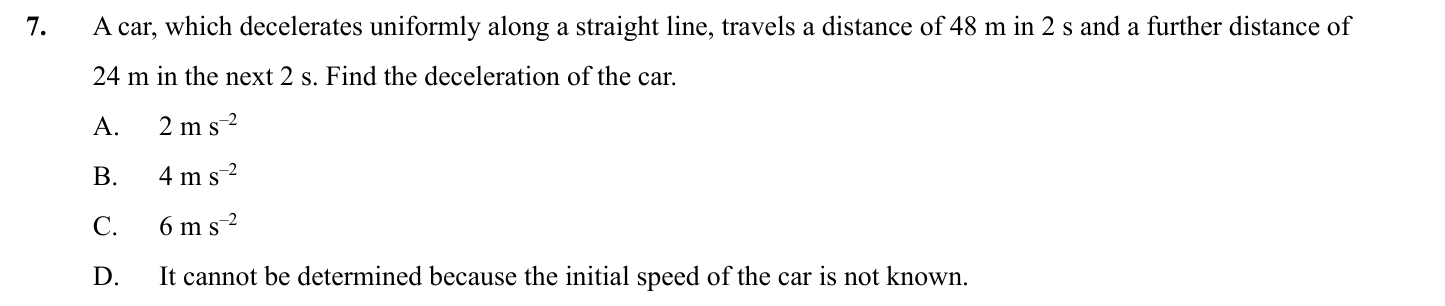 7. A car, which decelerates uniformly along a straight line, travels a distance of 48 m in 2 s and a further distance of
24 m in the next 2 s. Find the deceleration of the car.
A. 2 m s⁻²
B. 4 m s⁻²
C. 6 m s⁻²
D. It cannot be determined because the initial speed of the car is not known.